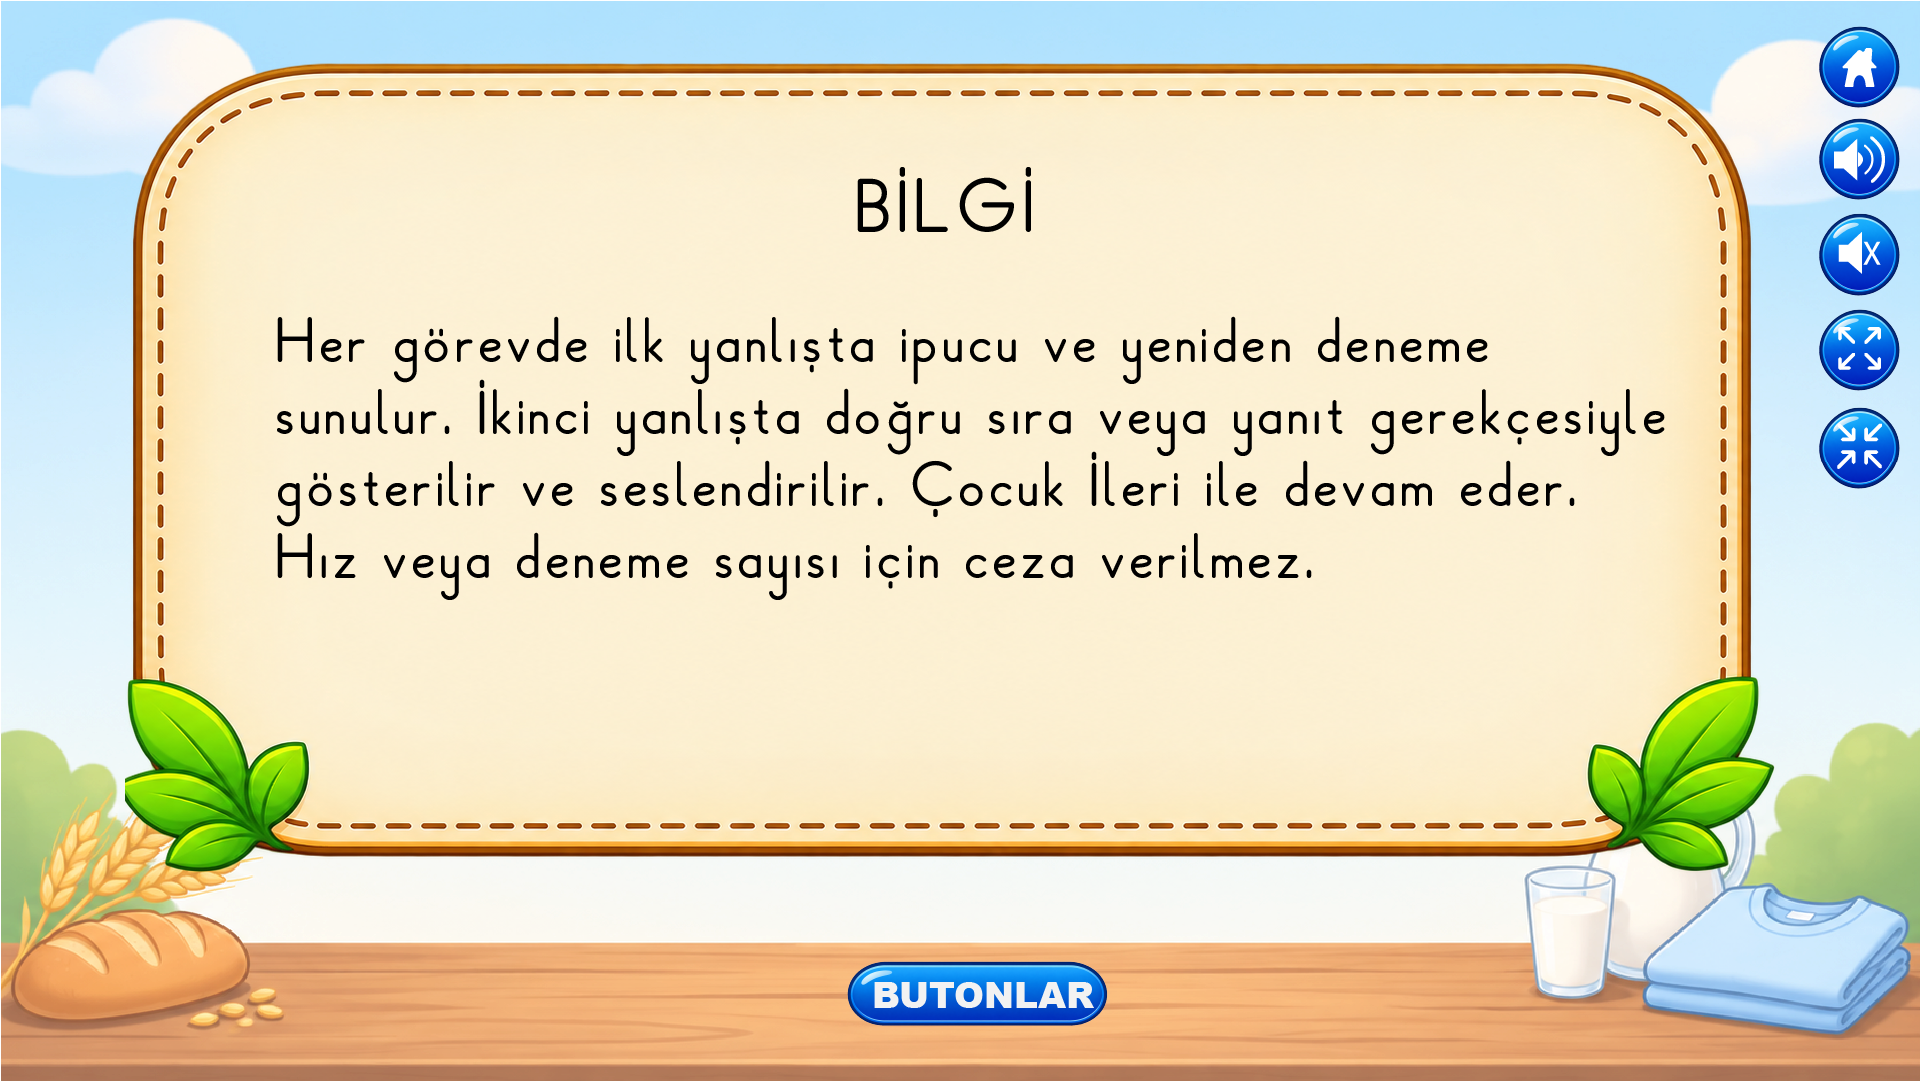 BİLGİ
Her görevde ilk yanlışta ipucu ve yeniden deneme
sunulur. İkinci yanlışta doğru sıra veya yanıt gerekçesiyle
gösterilir ve seslendirilir. Çocuk İleri ile devam eder.
Hız veya deneme sayısı için ceza verilmez.
BUTONLAR